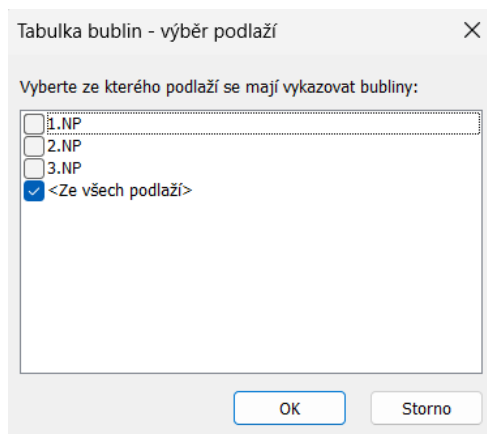 Tabulka bublin - výběr podlaží
Vyberte ze kterého podlaží se mají vykazovat bubliny:
1.NP
2.NP
3.NP
<Ze všech podlaží>
OK
Storno